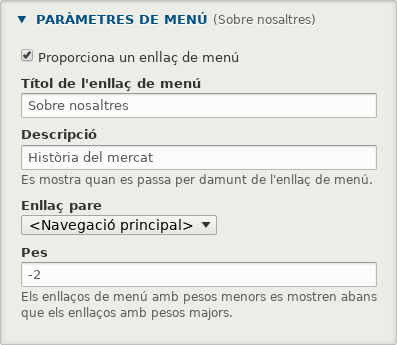 PARÀMETRES DE MENÚ (Sobre nosaltres)
Proporciona un enllaç de menú
Títol de l'enllaç de menú
Sobre nosaltres
Descripció
Història del mercat
Es mostra quan es passa per damunt de l'enllaç de menú.
Enllaç pare
<Navegació principal>
Pes
-2
Els enllaços de menú amb pesos menors es mostren abans
que els enllaços amb pesos majors.